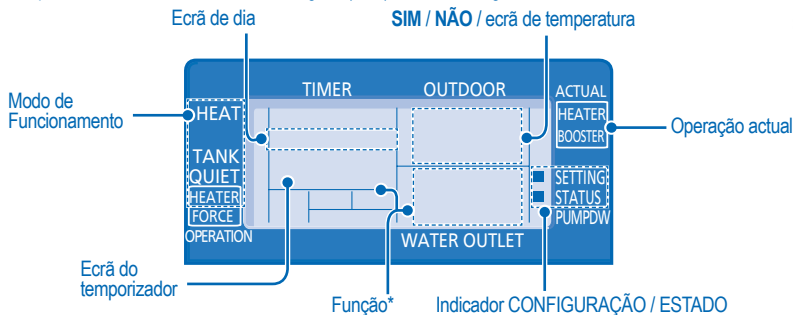 Ecrã de dia
SIM / NÃO / ecrã de temperatura
TIMER
OUTDOOR
ACTUAL
Modo de
Funcionamento
HEAT
HEATER
BOOSTER
Operação actual
TANK
QUIET
HEATER
FORCE
OPERATION
SETTING
STATUS
PUMPDW
WATER OUTLET
Ecrã do
temporizador
Função*
Indicador CONFIGURAÇÃO / ESTADO